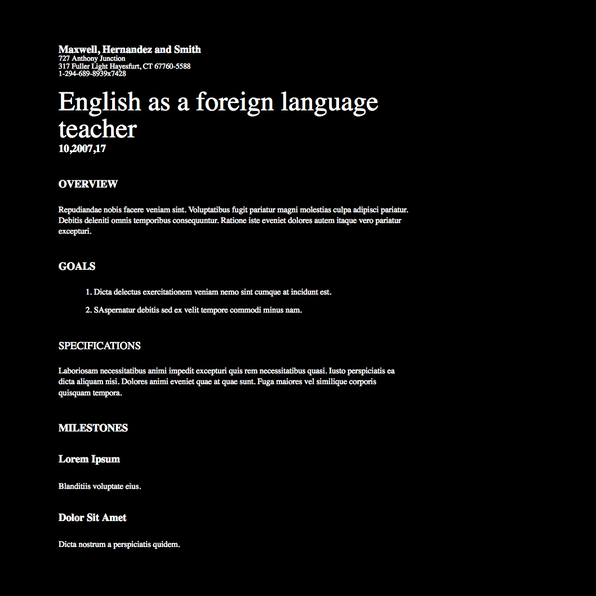 Maxwell, Hernandez and Smith
727 Anthony Junction
317 Fuller Light Hayesfurt, CT 67760-5588
1-294-689-8939x7428
English as a foreign language
teacher
10,2007,17
OVERVIEW
Repudiandae nobis facere veniam sint. Voluptatibus fugit pariatur magni molestias culpa adipisci pariatur.
Debitis deleniti omnis temporibus consequuntur. Ratione iste eveniet dolores autem itaque vero pariatur
excepturi.
GOALS
1. Dicta delectus exercitationem veniam nemo sint cumque at incidunt est.
2. SAspernatur debitis sed ex velit tempore commodi minus nam.
SPECIFICATIONS
Laboriosam necessitatibus animi impedit excepturi quis rem necessitatibus quasi. Iusto perspiciatis ea
dicta aliquam nisi. Dolores animi eveniet quae at quae sunt. Fuga maiores vel similique corporis
quisquam tempora.
MILESTONES
Lorem Ipsum
Blanditiis voluptate eius.
Dolor Sit Amet
Dicta nostrum a perspiciatis quidem.